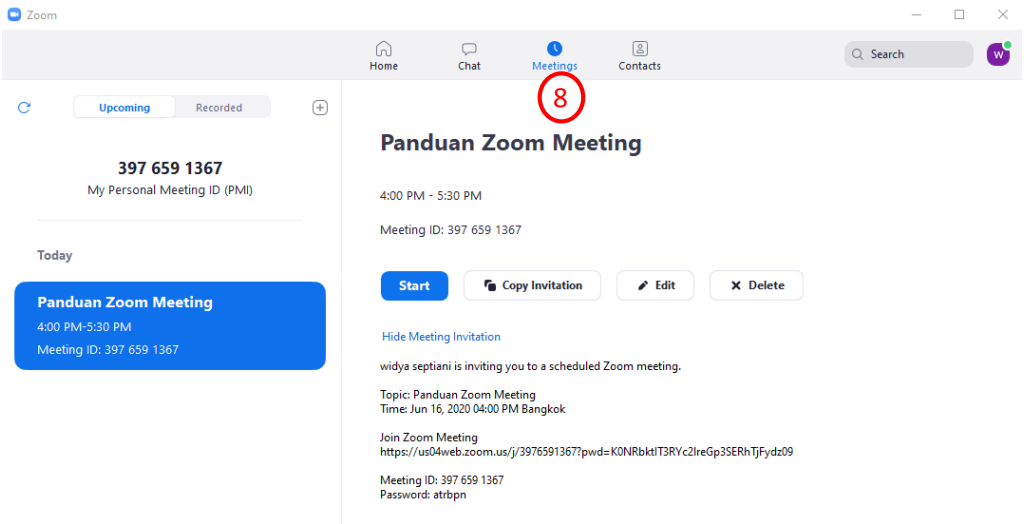 Zoom
Home
Chat
Meetings
Contacts
Search
W
8
Upcoming
Recorded
397 659 1367
My Personal Meeting ID (PMI)
Today
Panduan Zoom Meeting
4:00 PM-5:30 PM
Meeting ID: 397 659 1367
Panduan Zoom Meeting
4:00 PM - 5:30 PM
Meeting ID: 397 659 1367
Start
Copy Invitation
Edit
Delete
Hide Meeting Invitation
widya septiani is inviting you to a scheduled Zoom meeting.
Topic: Panduan Zoom Meeting
Time: Jun 16, 2020 04:00 PM Bangkok
Join Zoom Meeting
https://us04web.zoom.us/j/3976591367?pwd=K0NRbktIT3RYc2IreGp3SERhTjFydz09
Meeting ID: 397 659 1367
Password: atrbpn